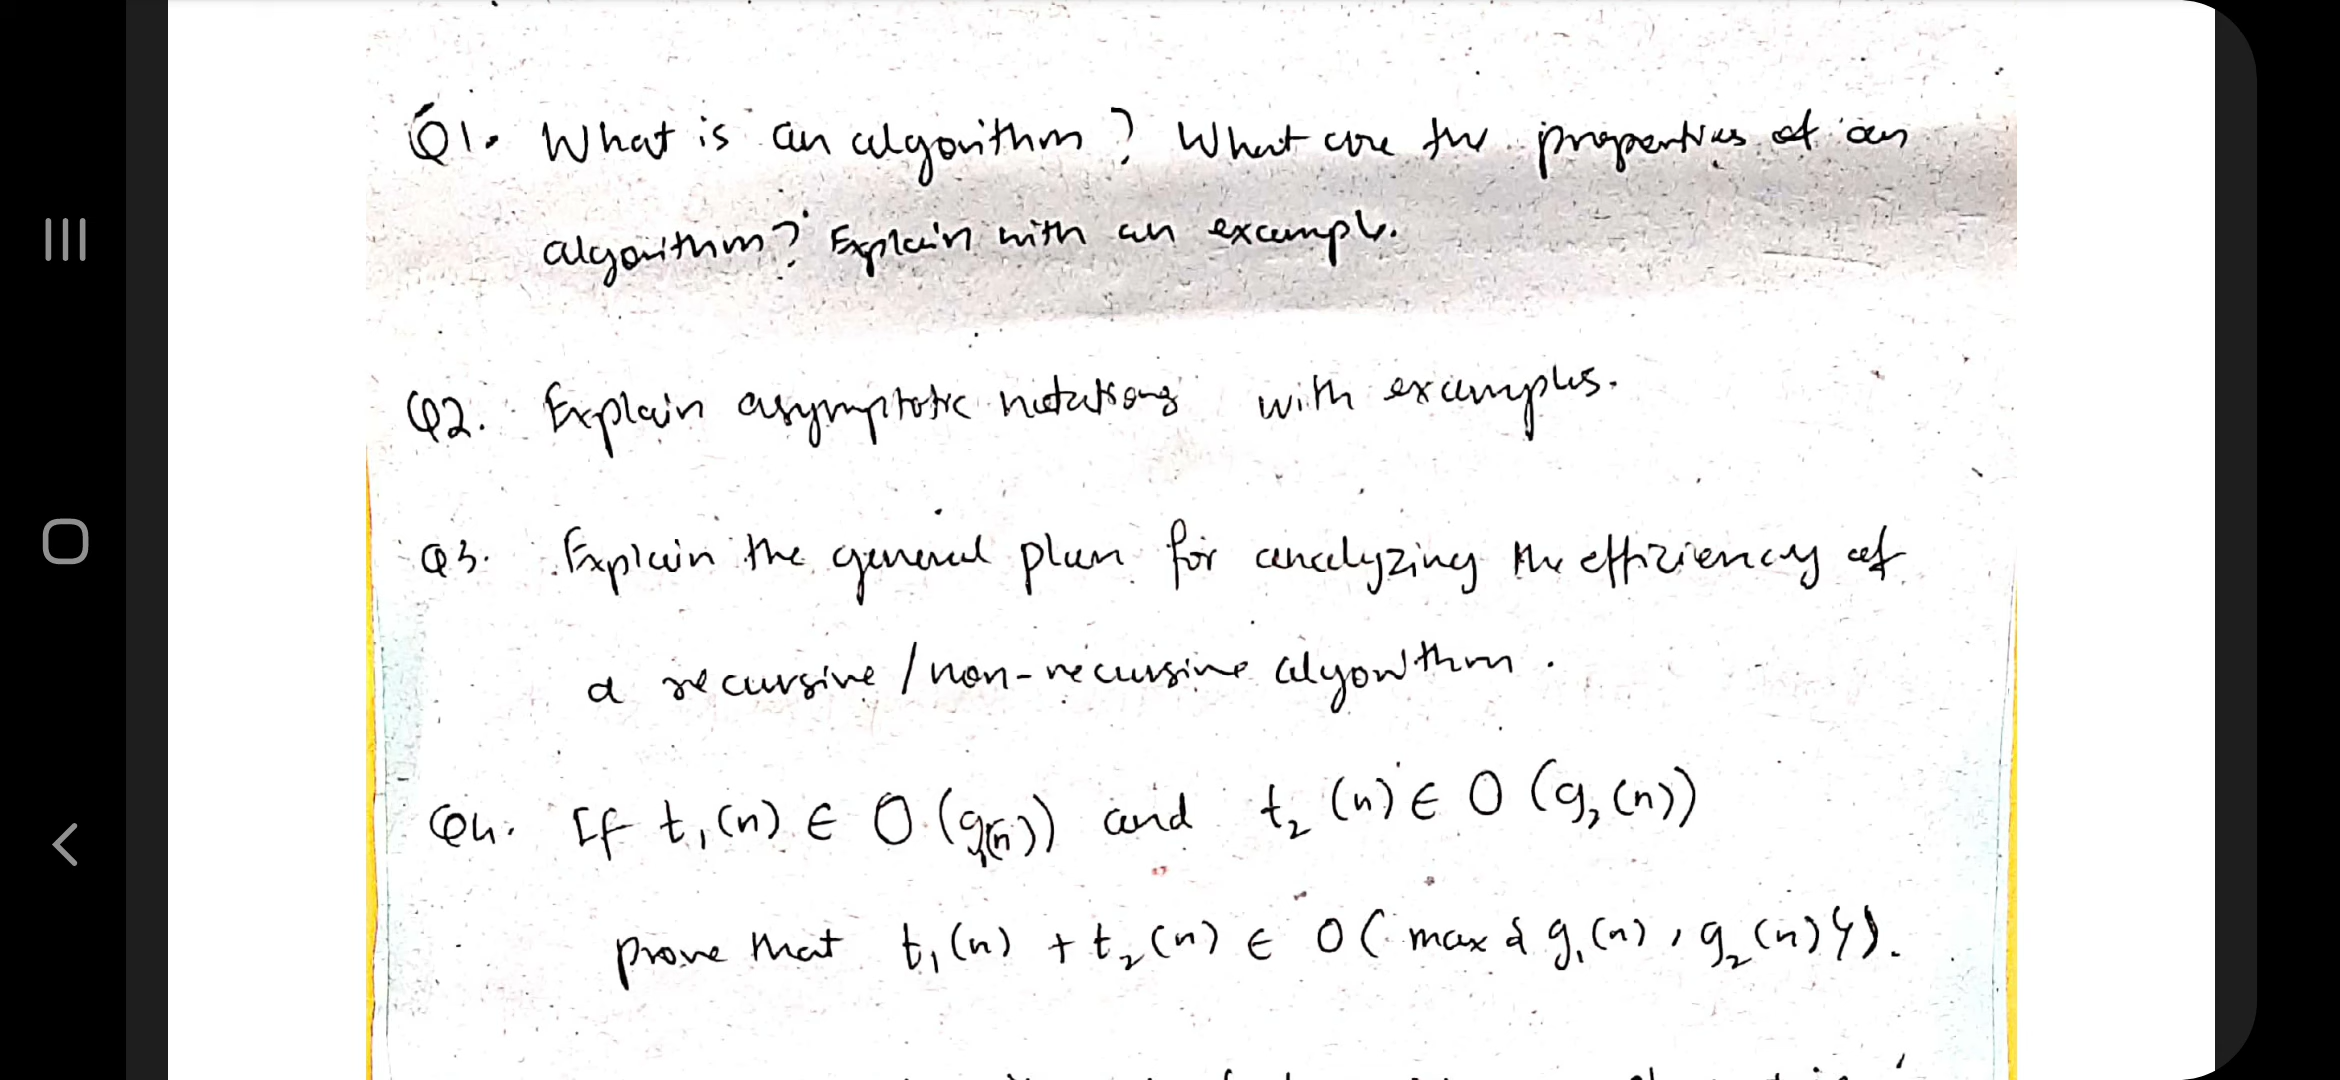 Q1. What is an algorithm? What are the properties of an
algorithm? Explain with an example.
Q2. Explain asymptotic notations with examples.
Q3. Explain the general plan for analyzing the efficiency of
a recursive / non-recursive algorithm.
Q4. If t₁(n) ∈ O(g₁(n)) and t₂(n) ∈ O(g₂(n))
prove that t₁(n) + t₂(n) ∈ O(max{g₁(n), g₂(n)}).